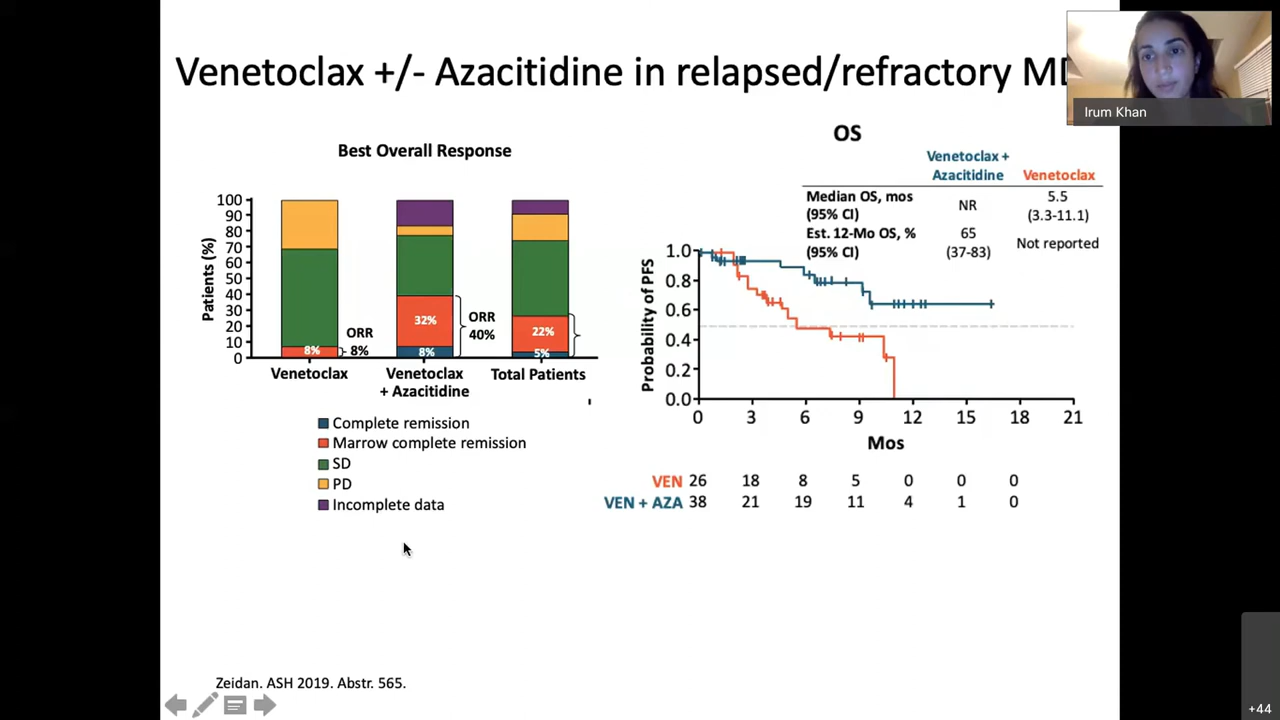 Venetoclax +/- Azacitidine in relapsed/refractory MD
Irum Khan
Best Overall Response
Patients (%)
100
90
80
70
60
50
40
30
20
10
0
8%
ORR
8%
32%
8%
ORR
40%
22%
5%
Venetoclax
Venetoclax
+ Azacitidine
Total Patients
Complete remission
Marrow complete remission
SD
PD
Incomplete data
OS
Venetoclax +
Azacitidine
Venetoclax
Median OS, mos
(95% CI)
NR
5.5
(3.3-11.1)
Est. 12-Mo OS, %
(95% CI)
65
(37-83)
Not reported
Probability of PFS
1.0
0.8
0.6
0.4
0.2
0.0
0 3 6 9 12 15 18 21
Mos
VEN 26 18 8 5 0 0 0
VEN + AZA 38 21 19 11 4 1 0
Zeidan. ASH 2019. Abstr. 565.
+44